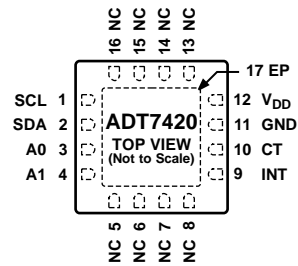 16 NC
15 NC
14 NC
13 NC
17 EP
SCL 1
SDA 2
A0 3
A1 4
ADT7420
TOP VIEW
(Not to Scale)
12 VDD
11 GND
10 CT
9 INT
NC 5
NC 6
NC 7
NC 8